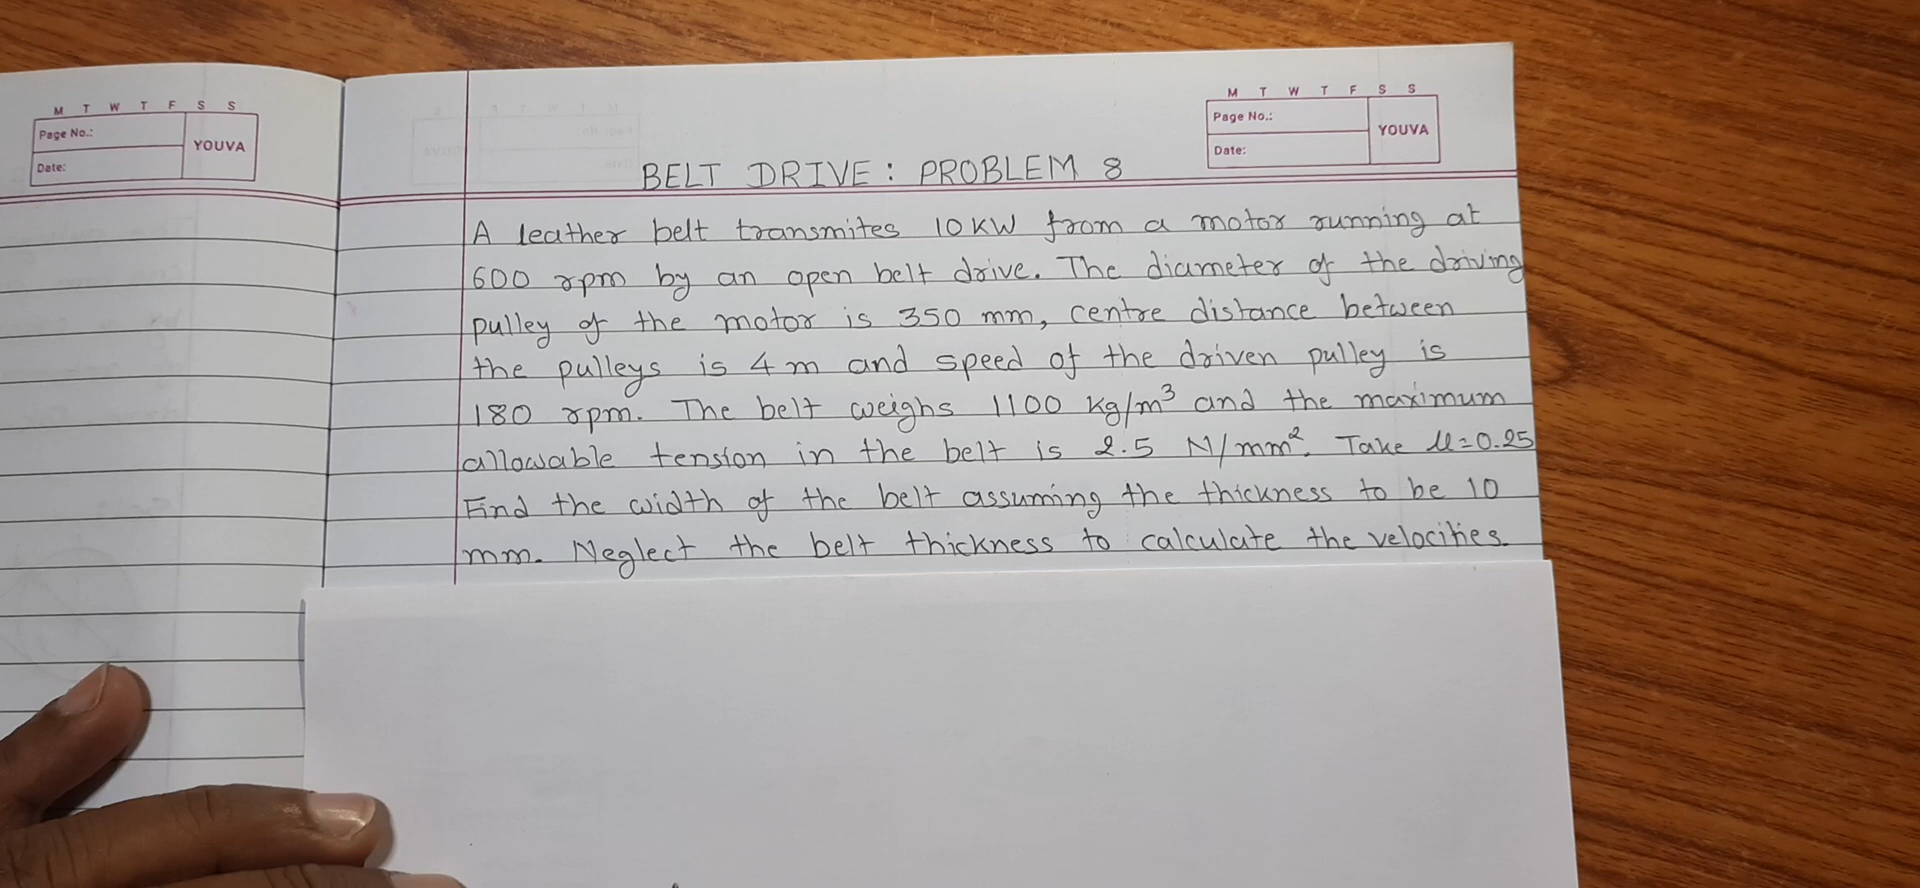 M T W T F S S
Page No.:
YOUVA
Date:
M T W T F S S
Page No.:
YOUVA
Date:
BELT DRIVE: PROBLEM 8
A leather belt transmites 10 KW from a motor running at
600 rpm by an open belt drive. The diameter of the driving
pulley of the motor is 350 mm, centre distance between
the pulleys is 4 m and speed of the driven pulley is
180 rpm. The belt weighs 1100 kg/m³ and the maximum
allowable tension in the belt is 2.5 N/mm². Take μ=0.25
Find the width of the belt assuming the thickness to be 10
mm. Neglect the belt thickness to calculate the velocities.